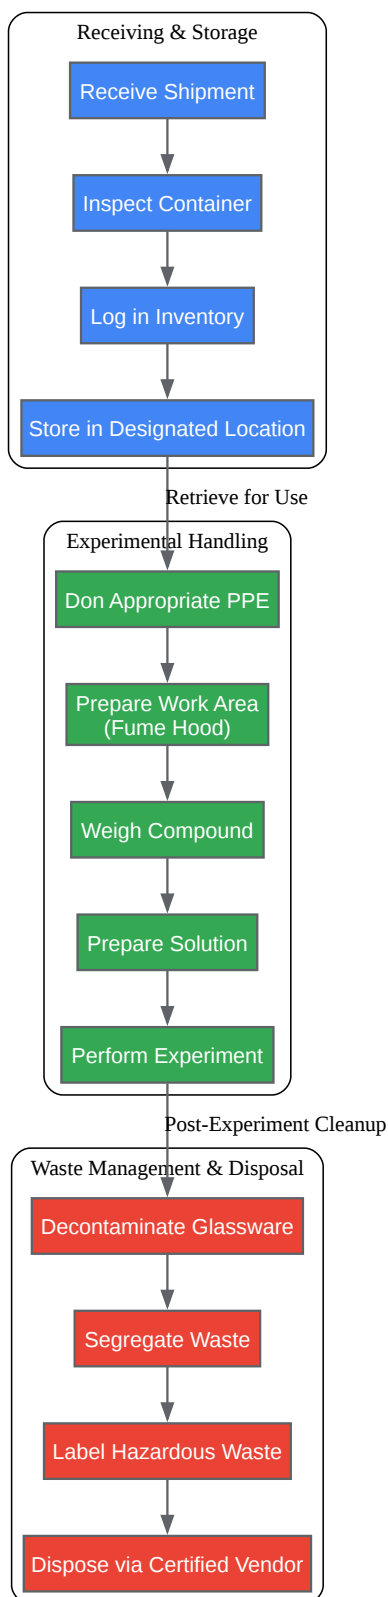 Receiving & Storage
Receive Shipment
Inspect Container
Log in Inventory
Store in Designated Location
Retrieve for Use
Experimental Handling
Don Appropriate PPE
Prepare Work Area
(Fume Hood)
Weigh Compound
Prepare Solution
Perform Experiment
Post-Experiment Cleanup
Waste Management & Disposal
Decontaminate Glassware
Segregate Waste
Label Hazardous Waste
Dispose via Certified Vendor